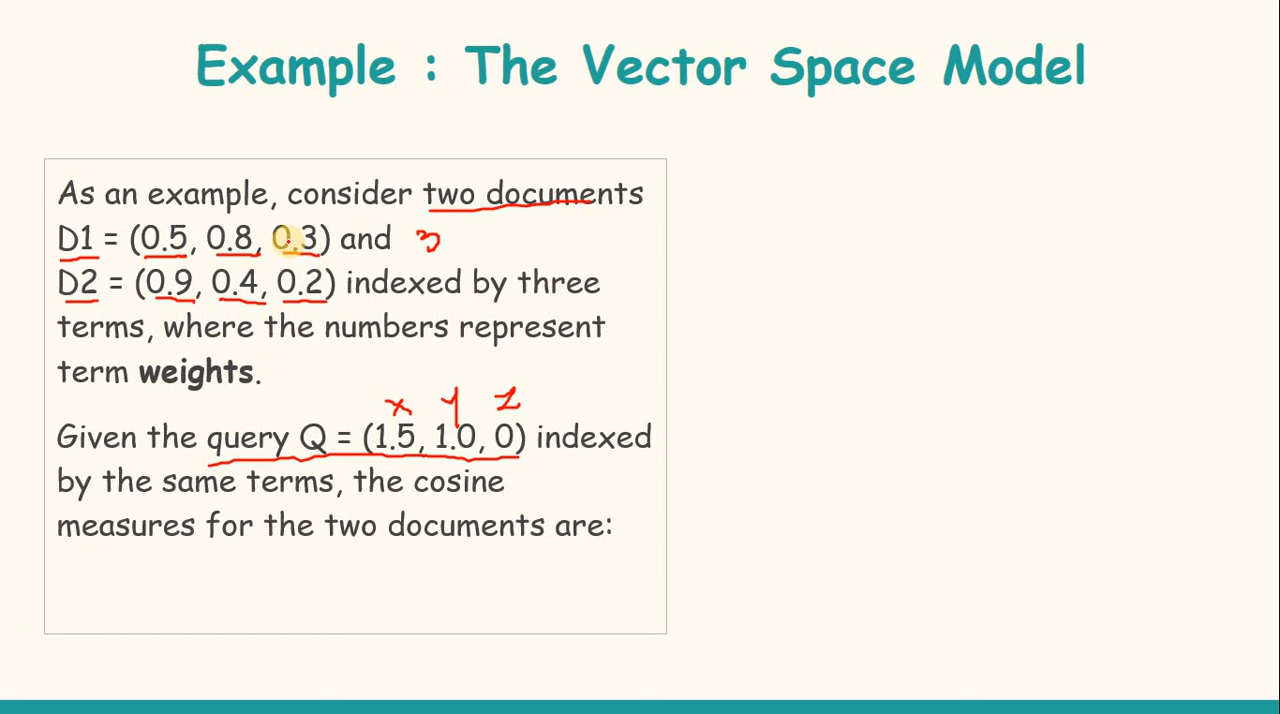 Example : The Vector Space Model
As an example, consider two documents
D1 = (0.5, 0.8, 0.3) and 3
D2 = (0.9, 0.4, 0.2) indexed by three
terms, where the numbers represent
term weights.
x y z
Given the query Q = (1.5, 1.0, 0) indexed
by the same terms, the cosine
measures for the two documents are: